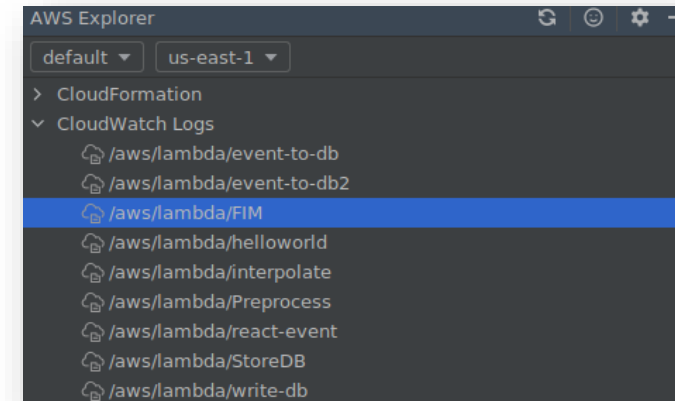 AWS Explorer
default us-east-1
CloudFormation
CloudWatch Logs
/aws/lambda/event-to-db
/aws/lambda/event-to-db2
/aws/lambda/FIM
/aws/lambda/helloworld
/aws/lambda/interpolate
/aws/lambda/Preprocess
/aws/lambda/react-event
/aws/lambda/StoreDB
/aws/lambda/write-db